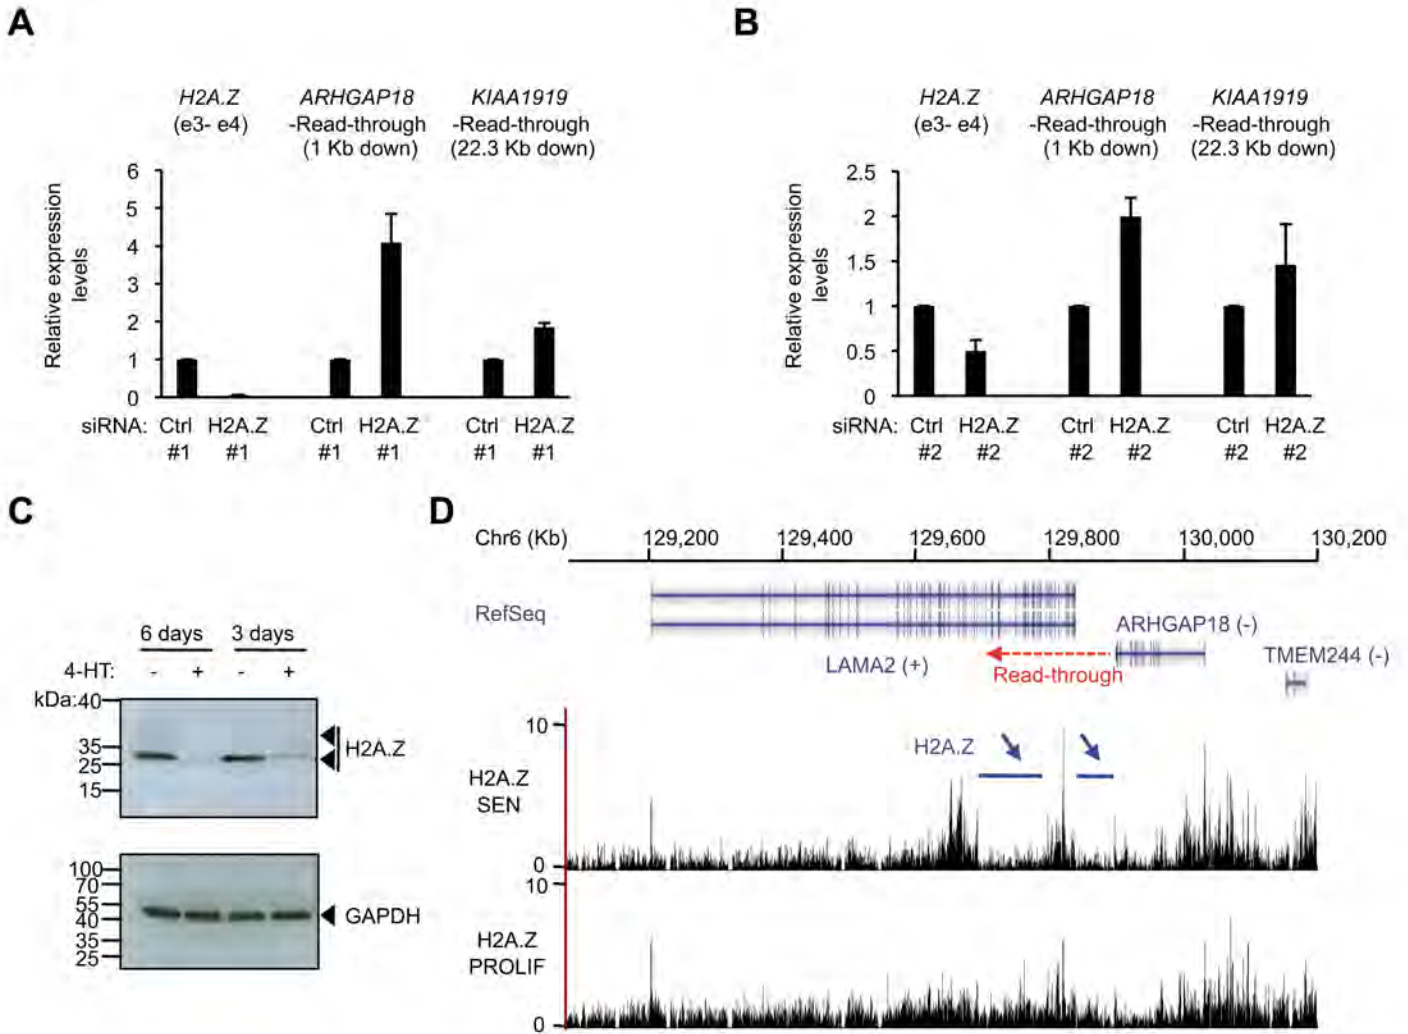 A
H2A.Z
(e3- e4)
ARHGAP18
-Read-through
(1 Kb down)
KIAA1919
-Read-through
(22.3 Kb down)
Relative expression
levels
6
5
4
3
2
1
0
siRNA: Ctrl H2A.Z Ctrl H2A.Z Ctrl H2A.Z
#1 #1 #1 #1 #1 #1
B
H2A.Z
(e3- e4)
ARHGAP18
-Read-through
(1 Kb down)
KIAA1919
-Read-through
(22.3 Kb down)
Relative expression
levels
2.5
2
1.5
1
0.5
0
siRNA: Ctrl H2A.Z Ctrl H2A.Z Ctrl H2A.Z
#2 #2 #2 #2 #2 #2
C
6 days 3 days
4-HT: - + - +
kDa:40
35
25
15
H2A.Z
100
70
55
40
35
25
GAPDH
D
Chr6 (Kb) 129,200 129,400 129,600 129,800 130,000 130,200
RefSeq
ARHGAP18 (-)
LAMA2 (+)
TMEM244 (-)
Read-through
10
H2A.Z
H2A.Z
SEN
0
10
H2A.Z
PROLIF
0